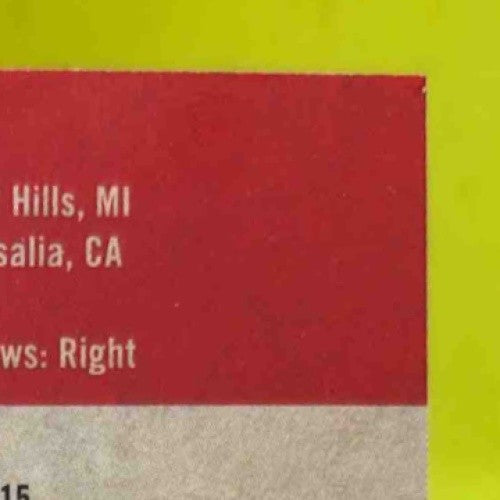 Hills, MI
salia, CA
ws: Right
15